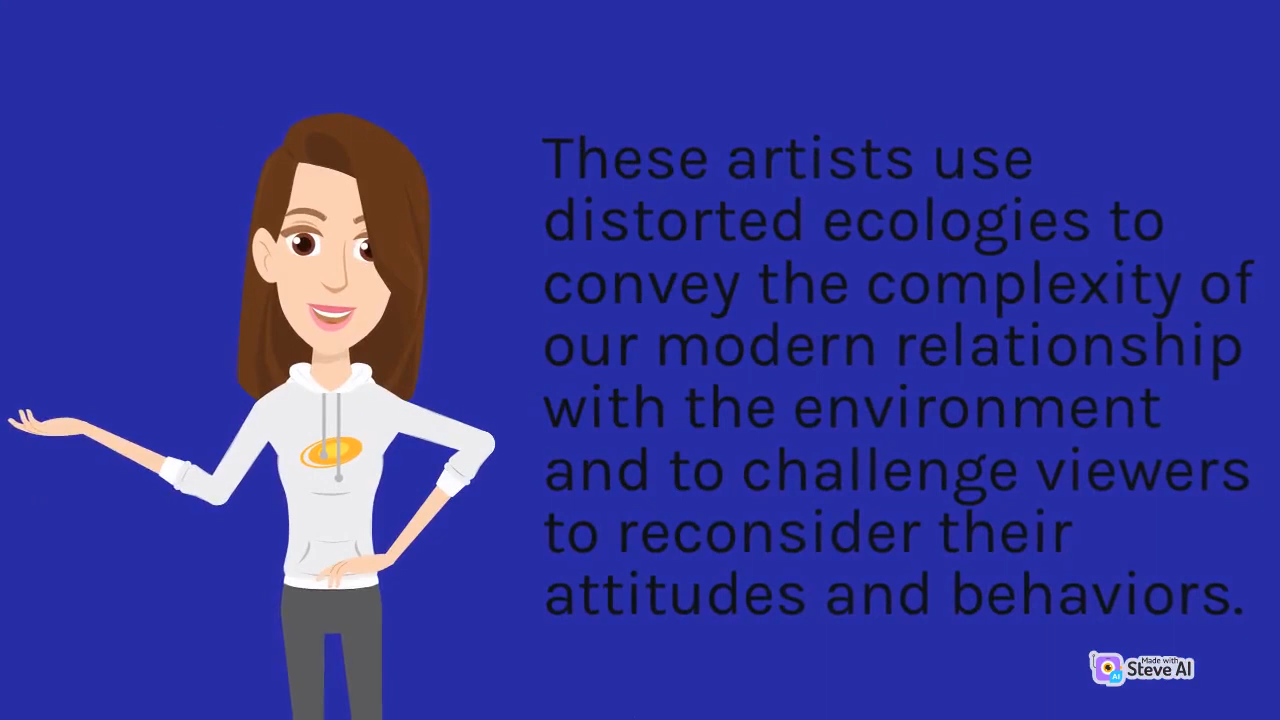 These artists use
distorted ecologies to
convey the complexity of
our modern relationship
with the environment
and to challenge viewers
to reconsider their
attitudes and behaviors.
Made with
Steve AI
AI